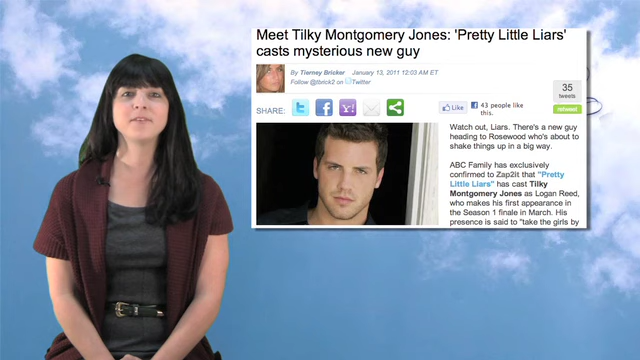 Meet Tilky Montgomery Jones: 'Pretty Little Liars'
casts mysterious new guy
By Tierney Bricker January 13, 2011 12:03 AM ET
Follow @tbrick2 on Twitter
35
tweets
retweet
SHARE:
Like
43 people like
this.
Watch out, Liars. There's a new guy
heading to Rosewood who's about to
shake things up in a big way.
ABC Family has exclusively
confirmed to Zap2it that "Pretty
Little Liars" has cast Tilky
Montgomery Jones as Logan Reed,
who makes his first appearance in
the Season 1 finale in March. His
presence is said to "take the girls by